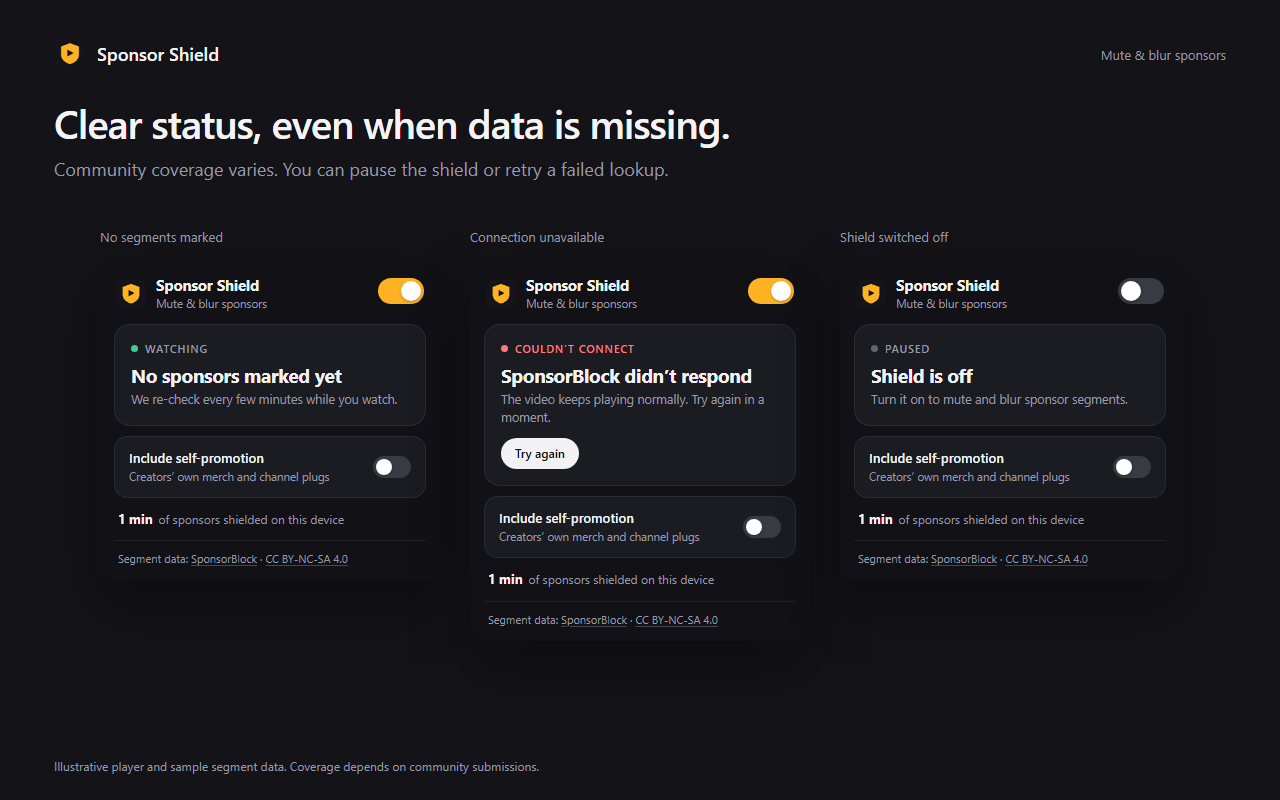 Sponsor Shield
Mute & blur sponsors
Clear status, even when data is missing.
Community coverage varies. You can pause the shield or retry a failed lookup.
No segments marked
Sponsor Shield
Mute & blur sponsors
WATCHING
No sponsors marked yet
We re-check every few minutes while you watch.
Include self-promotion
Creators’ own merch and channel plugs
1 min of sponsors shielded on this device
Segment data: SponsorBlock · CC BY-NC-SA 4.0
Connection unavailable
Sponsor Shield
Mute & blur sponsors
COULDN’T CONNECT
SponsorBlock didn’t respond
The video keeps playing normally. Try again in a
moment.
Try again
Include self-promotion
Creators’ own merch and channel plugs
1 min of sponsors shielded on this device
Segment data: SponsorBlock · CC BY-NC-SA 4.0
Shield switched off
Sponsor Shield
Mute & blur sponsors
PAUSED
Shield is off
Turn it on to mute and blur sponsor segments.
Include self-promotion
Creators’ own merch and channel plugs
1 min of sponsors shielded on this device
Segment data: SponsorBlock · CC BY-NC-SA 4.0
Illustrative player and sample segment data. Coverage depends on community submissions.